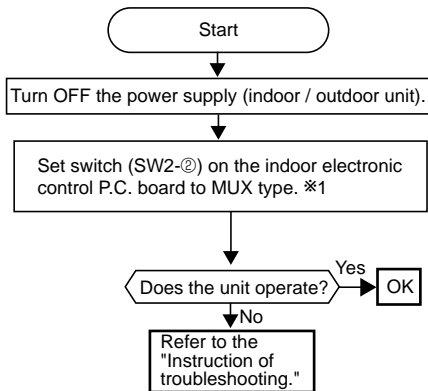 Start
Turn OFF the power supply (indoor / outdoor unit).
Set switch (SW2-②) on the indoor electronic
control P.C. board to MUX type. ※1
Does the unit operate?
Yes
OK
No
Refer to the
"Instruction of
troubleshooting."